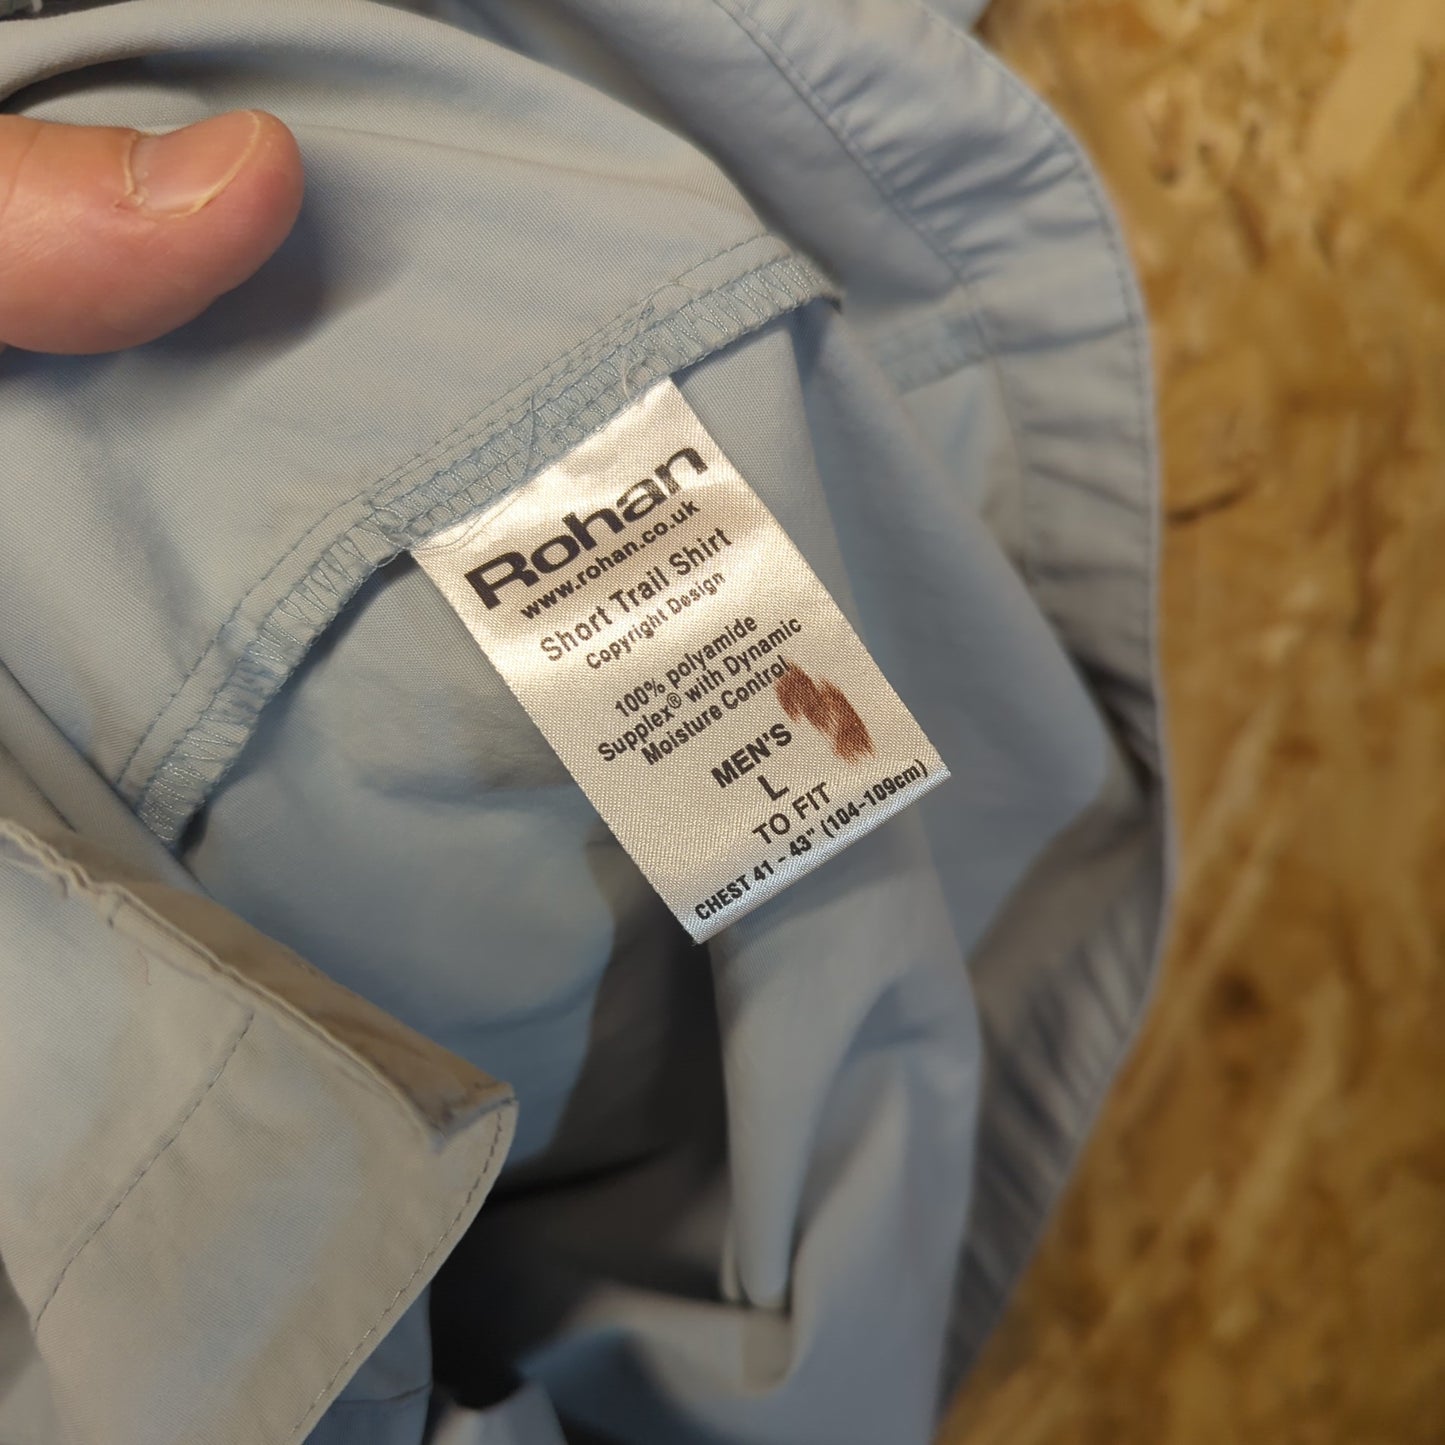 Rohan
www.rohan.co.uk
Short Trail Shirt
Copyright Design
100% polyamide
Supplex® with Dynamic
Moisture Control
MEN'S
L
TO FIT
CHEST 41 - 43" (104-109cm)